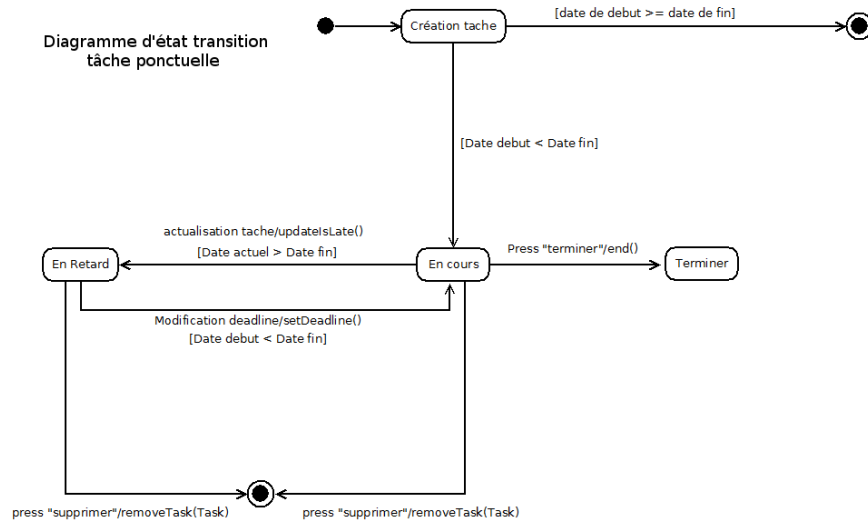 Diagramme d'état transition
tâche ponctuelle
Création tache
[date de debut >= date de fin]
[Date debut < Date fin]
actualisation tache/updateIsLate()
[Date actuel > Date fin]
Press "terminer"/end()
En Retard
En cours
Terminer
Modification deadline/setDeadline()
[Date debut < Date fin]
press "supprimer"/removeTask(Task)
press "supprimer"/removeTask(Task)